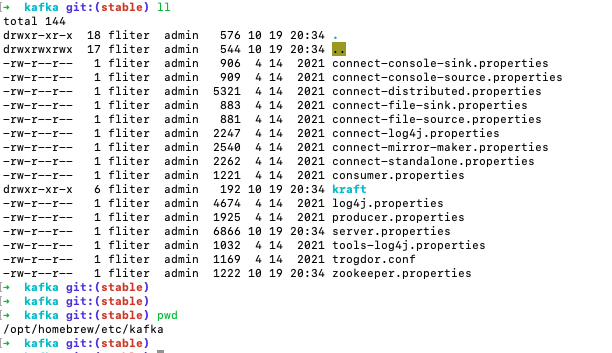 [→ kafka git:(stable) ll
total 144
drwxr-xr-x 18 fliter admin 576 10 19 20:34 .
drwxrwxrwx 17 fliter admin 544 10 19 20:34 ..
-rw-r--r-- 1 fliter admin 906 4 14 2021 connect-console-sink.properties
-rw-r--r-- 1 fliter admin 909 4 14 2021 connect-console-source.properties
-rw-r--r-- 1 fliter admin 5321 4 14 2021 connect-distributed.properties
-rw-r--r-- 1 fliter admin 883 4 14 2021 connect-file-sink.properties
-rw-r--r-- 1 fliter admin 881 4 14 2021 connect-file-source.properties
-rw-r--r-- 1 fliter admin 2247 4 14 2021 connect-log4j.properties
-rw-r--r-- 1 fliter admin 2540 4 14 2021 connect-mirror-maker.properties
-rw-r--r-- 1 fliter admin 2262 4 14 2021 connect-standalone.properties
-rw-r--r-- 1 fliter admin 1221 4 14 2021 consumer.properties
drwxr-xr-x 6 fliter admin 192 10 19 20:34 kraft
-rw-r--r-- 1 fliter admin 4674 4 14 2021 log4j.properties
-rw-r--r-- 1 fliter admin 1925 4 14 2021 producer.properties
-rw-r--r-- 1 fliter admin 6866 10 19 20:34 server.properties
-rw-r--r-- 1 fliter admin 1032 4 14 2021 tools-log4j.properties
-rw-r--r-- 1 fliter admin 1169 4 14 2021 trogdor.conf
-rw-r--r-- 1 fliter admin 1222 10 19 20:34 zookeeper.properties
[→ kafka git:(stable)
[→ kafka git:(stable)
[→ kafka git:(stable) pwd
/opt/homebrew/etc/kafka
[→ kafka git:(stable)